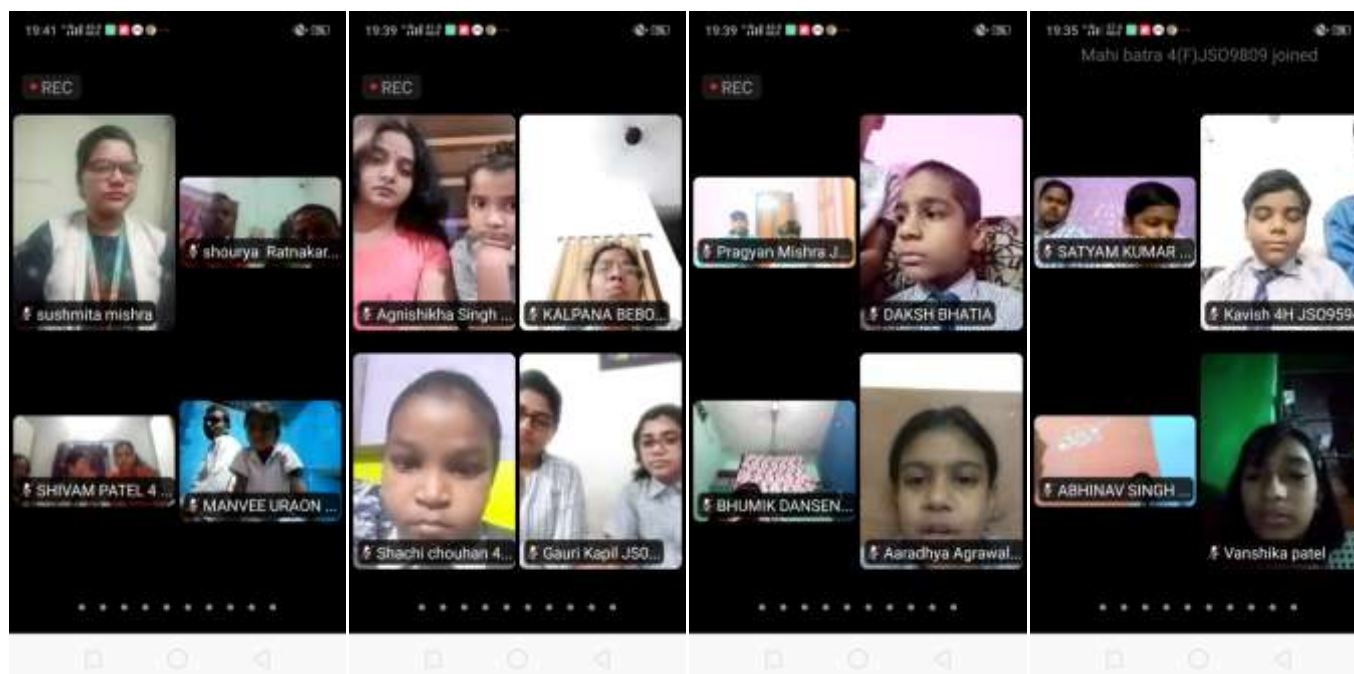 19:41
REC
sushmita mishra
shourya Ratnakar...
SHIVAM PATEL 4 ...
MANVEE URAON ...
19:39
REC
Agnishikha Singh ...
KALPANA BEBO...
Shachi chouhan 4...
Gauri Kapil JS0...
19:39
REC
Pragyan Mishra J...
DAKSH BHATIA
BHUMIK DANSEN...
Aaradhya Agrawal...
19:35
Mahi batra 4(F)JSO9809 joined
SATYAM KUMAR ...
Kavish 4H JSO959
ABHINAV SINGH ...
Vanshika patel